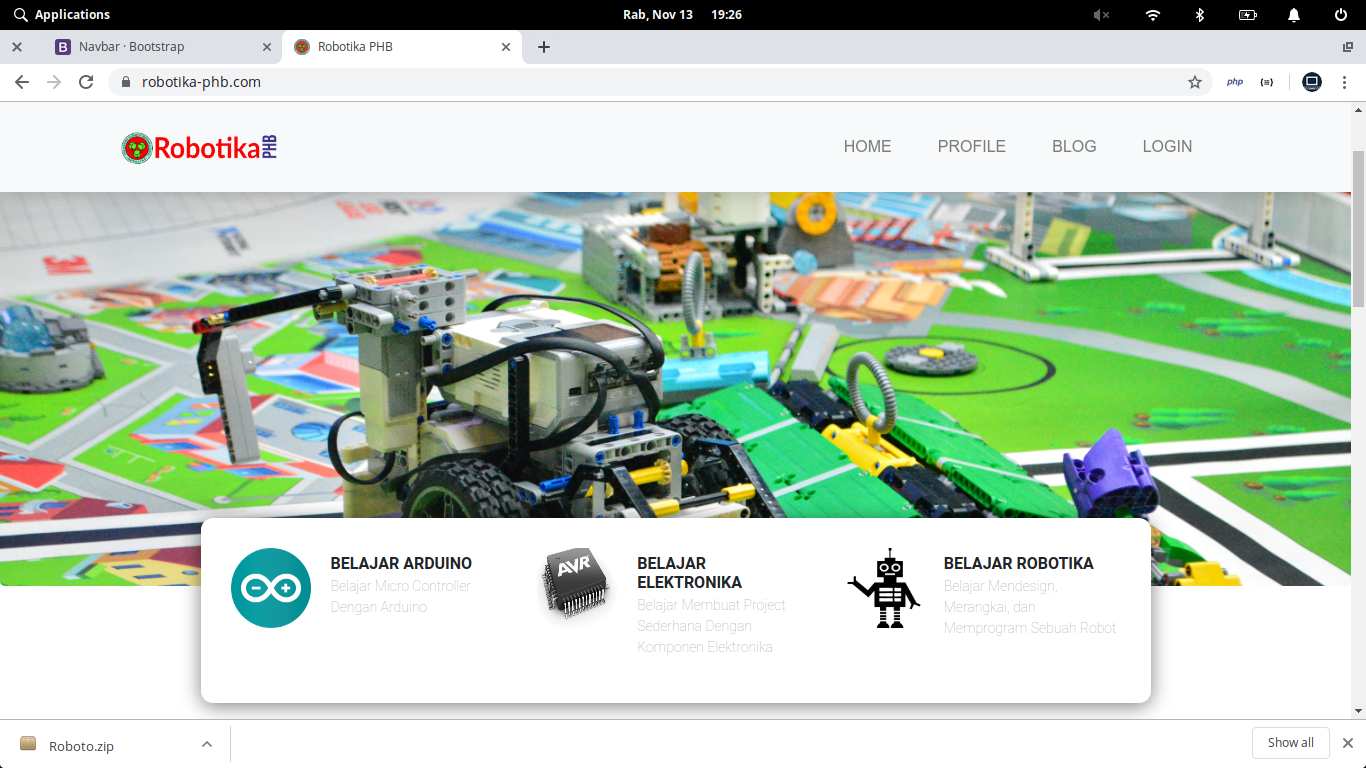 Applications
Rab, Nov 13 19:26
Navbar · Bootstrap
Robotika PHB
robotika-phb.com
php
{≡}
Robotika PHB
HOME PROFILE BLOG LOGIN
BELAJAR ARDUINO
Belajar Micro Controller
Dengan Arduino
AVR
BELAJAR
ELEKTRONIKA
Belajar Membuat Project
Sederhana Dengan
Komponen Elektronika
BELAJAR ROBOTIKA
Belajar Mendesign,
Merangkai, dan
Memprogram Sebuah Robot
Roboto.zip
Show all